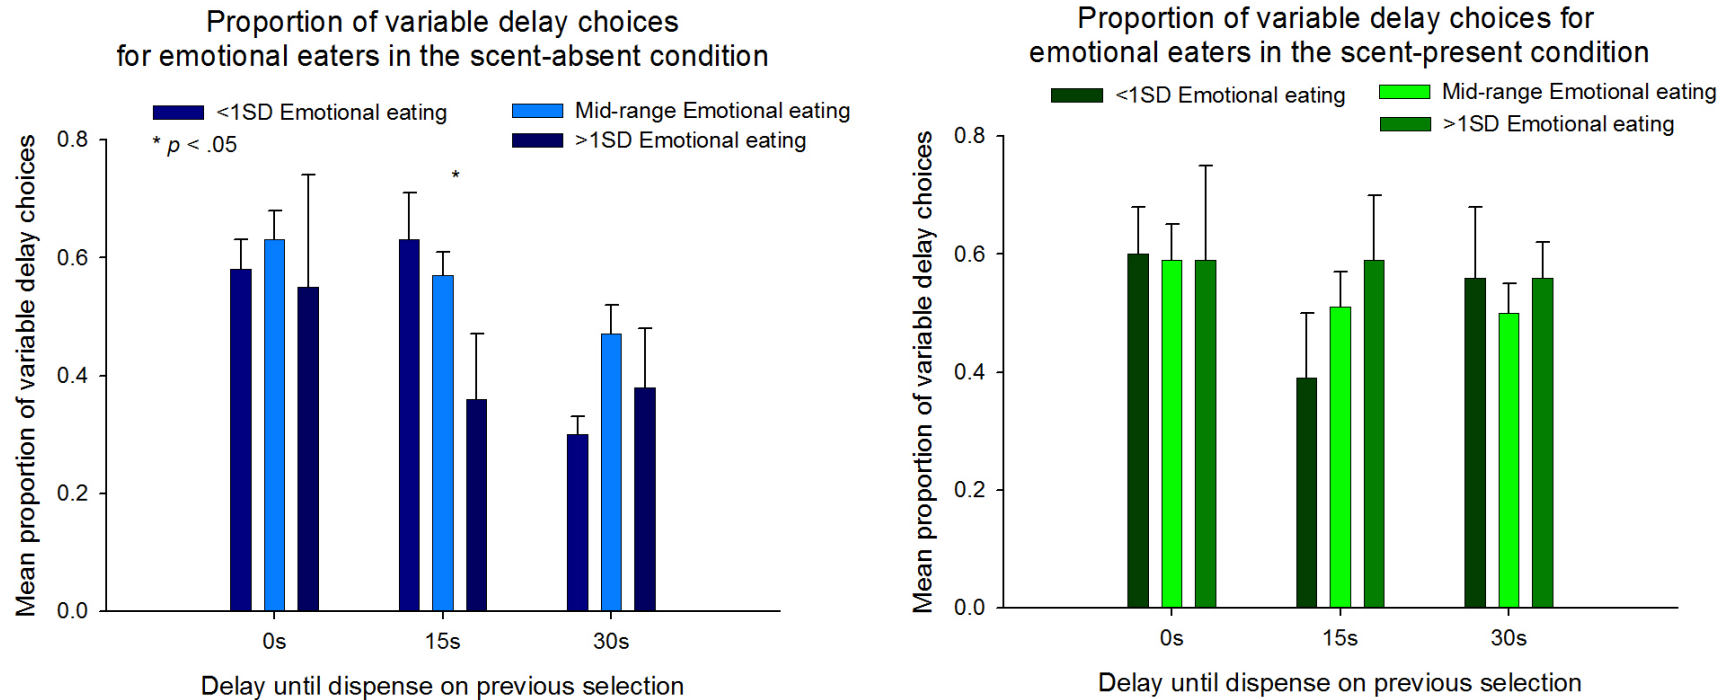 Proportion of variable delay choices
for emotional eaters in the scent-absent condition
<1SD Emotional eating
Mid-range Emotional eating
>1SD Emotional eating
* p < .05
*
Mean proportion of variable delay choices
0.8
0.6
0.4
0.2
0.0
0s
15s
30s
Delay until dispense on previous selection
Proportion of variable delay choices for
emotional eaters in the scent-present condition
<1SD Emotional eating
Mid-range Emotional eating
>1SD Emotional eating
Mean proportion of variable delay choices
0.8
0.6
0.4
0.2
0.0
0s
15s
30s
Delay until dispense on previous selection